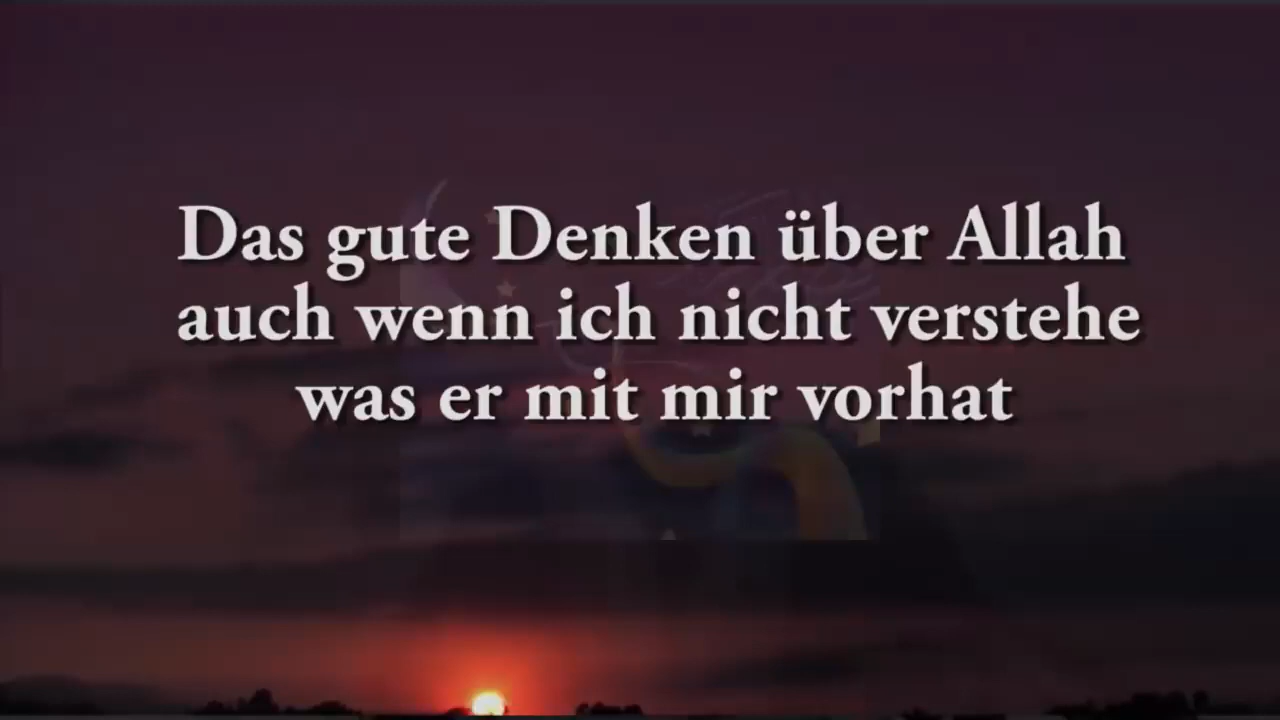 Das gute Denken über Allah
auch wenn ich nicht verstehe
was er mit mir vorhat